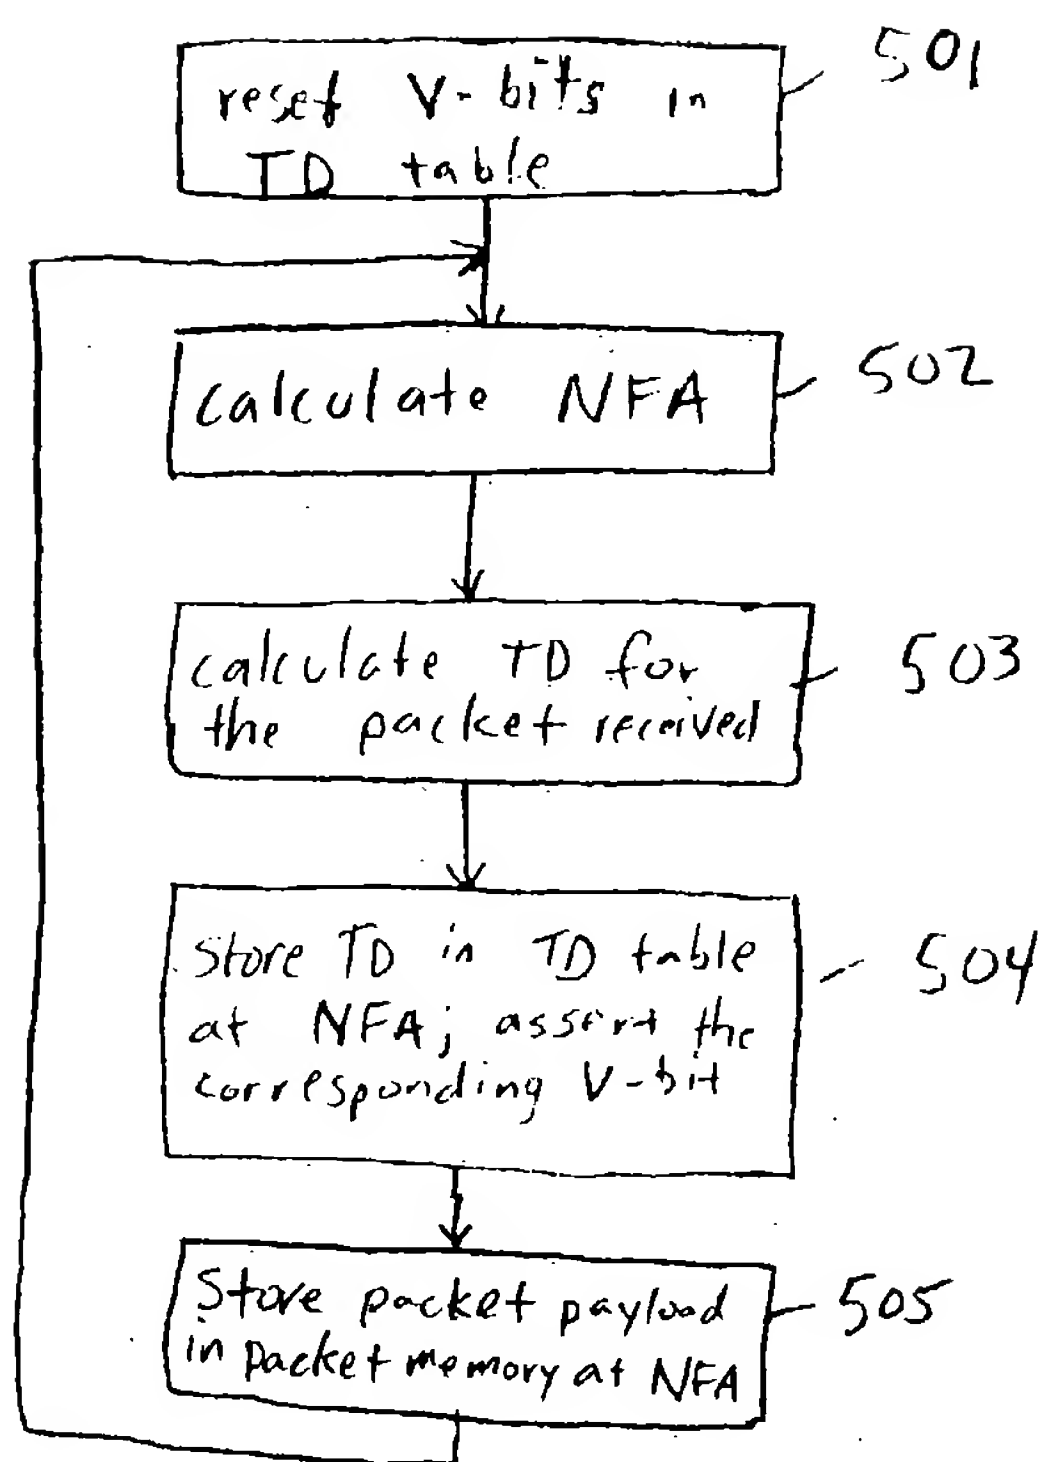 reset V-bits in
TD table
501
calculate NFA
502
calculate TD for
the packet received
503
Store TD in TD table
at NFA; assert the
corresponding V-bit
504
Store packet payload
in packet memory at NFA
505